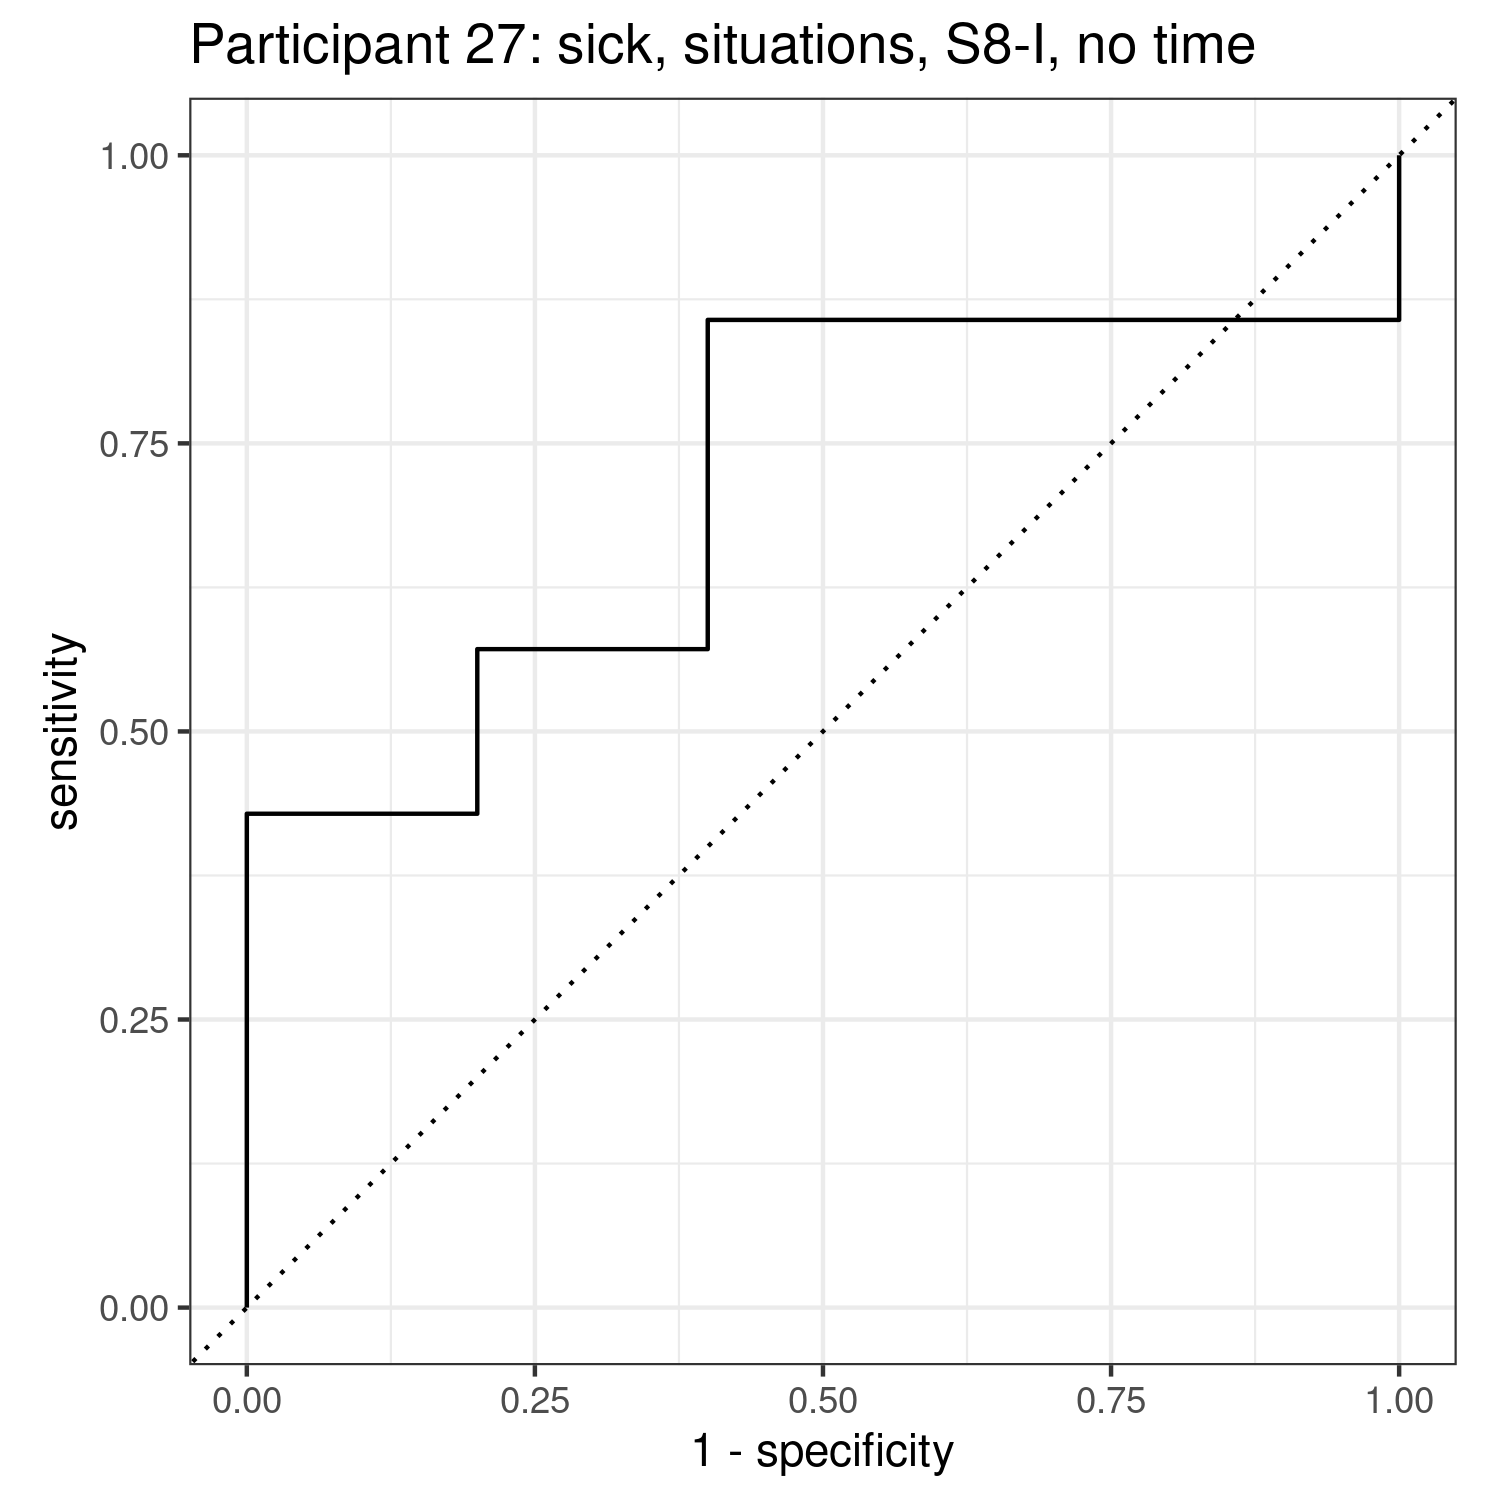 Participant 27: sick, situations, S8-I, no time
1.00
0.75
0.50
0.25
0.00
sensitivity
0.00 0.25 0.50 0.75 1.00
1 - specificity